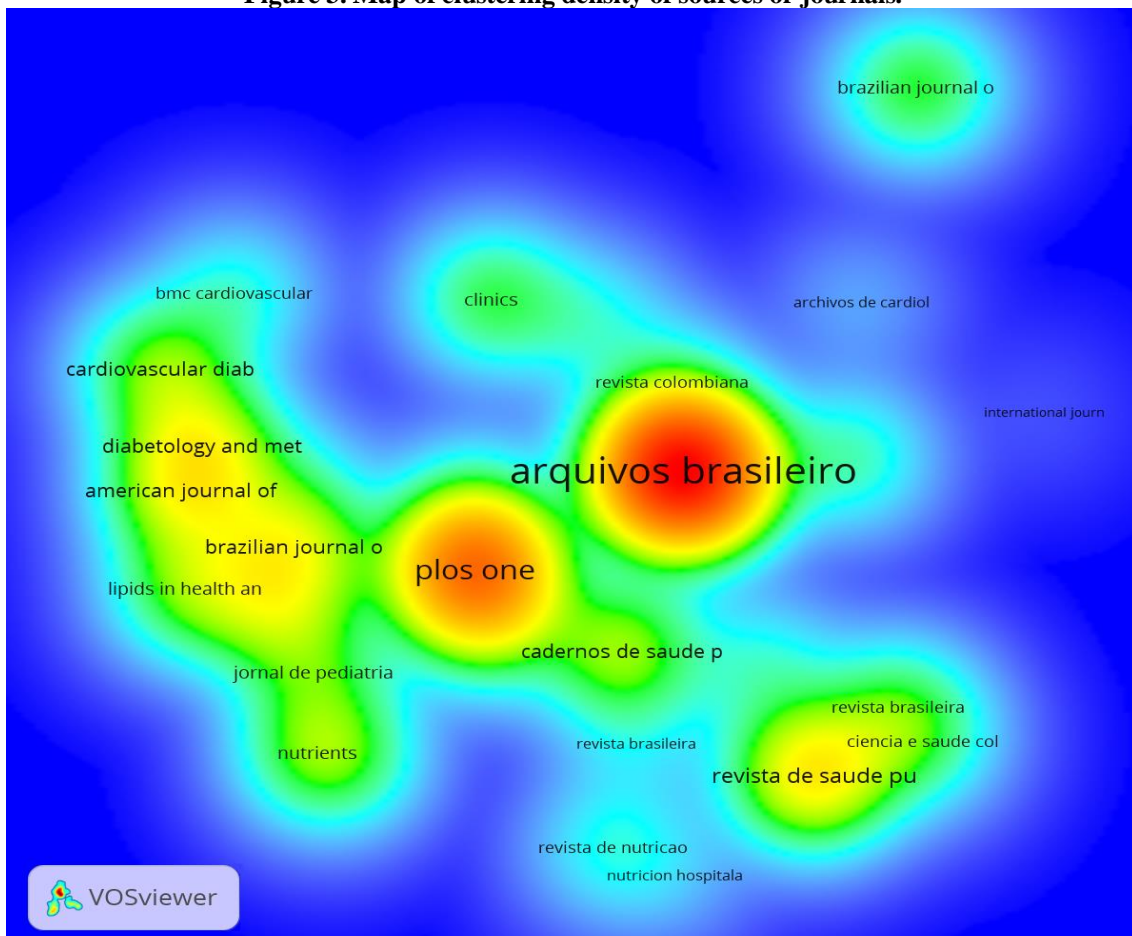 Figure 3. Map of clustering density of sources or journals.
brazilian journal o
bmc cardiovascular
clinics
archivos de cardiol
cardiovascular diab
revista colombiana
international journ
diabetology and met
arquivos brasileiro
american journal of
brazilian journal o
plos one
lipids in health an
cadernos de saude p
jornal de pediatria
revista brasileira
nutrients
revista brasileira
ciencia e saude col
revista de saude pu
revista de nutricao
nutricion hospitala
VOSviewer